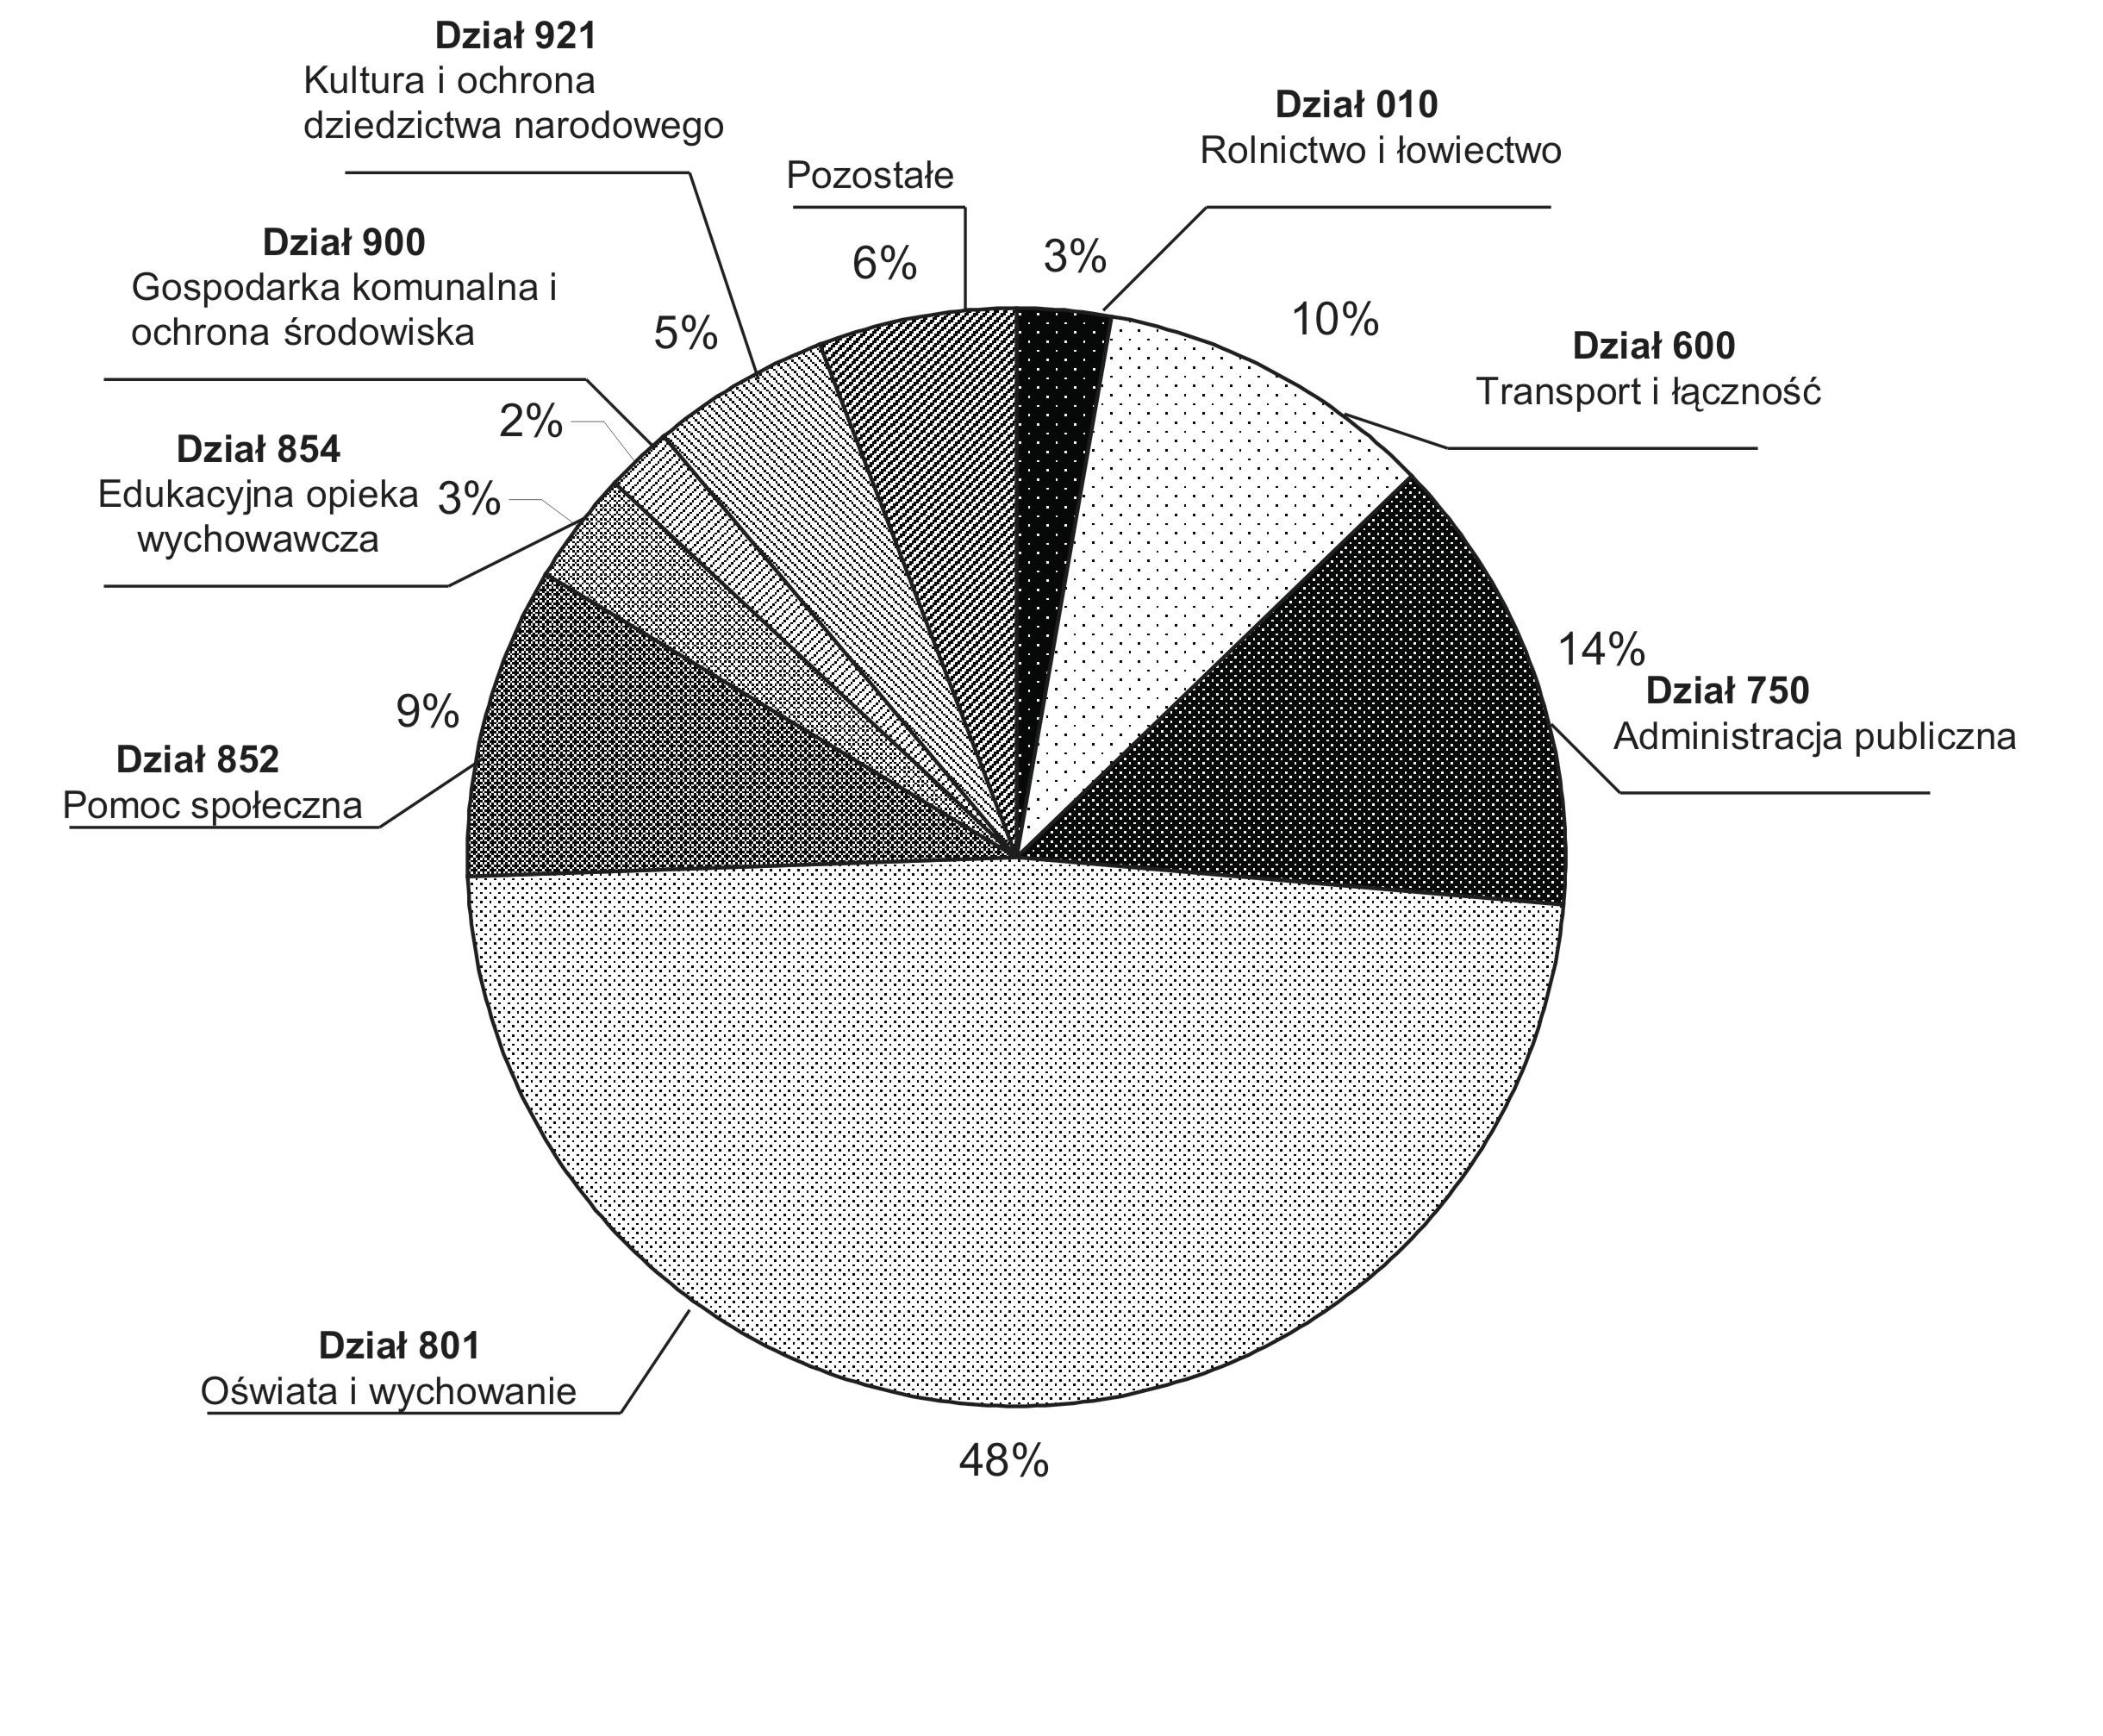 Dział 921
Kultura i ochrona
dziedzictwa narodowego
Pozostałe
Dział 010
Rolnictwo i łowiectwo
6%
3%
Dział 900
Gospodarka komunalna i
ochrona środowiska
5%
10%
Dział 600
Transport i łączność
2%
Dział 854
Edukacyjna opieka
wychowawcza
3%
14%
Dział 750
Administracja publiczna
9%
Dział 852
Pomoc społeczna
Dział 801
Oświata i wychowanie
48%